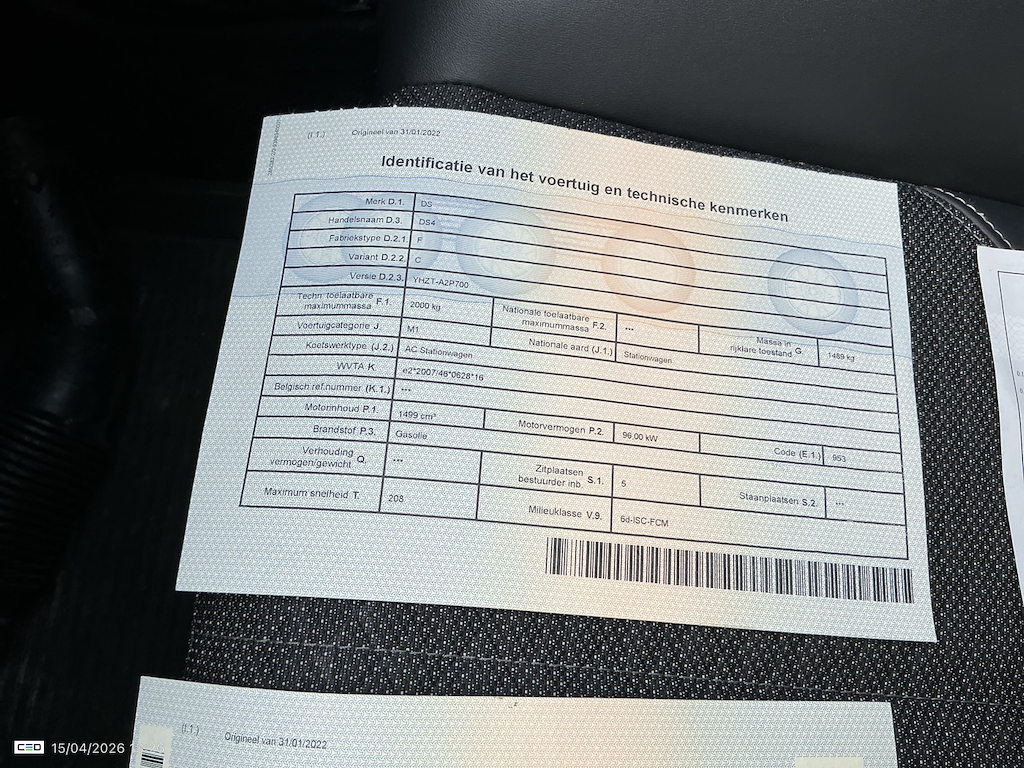 (I.1.) Origineel van 31/01/2022
Identificatie van het voertuig en technische kenmerken
Merk D.1. DS
Handelsnaam D.3. DS4
Fabriekstype D.2.1. F
Variant D.2.2. C
Versie D.2.3. YHZT-A2P700
Techn. toelaatbare maximummassa F.1. 2000 kg Nationale toelaatbare maximummassa F.2. *** Massa in rijklare toestand G. 1489 kg
Voertuigcategorie J. M1 Nationale aard (J.1.) Stationwagen
Koetswerktype (J.2.) AC Stationwagen
WVTA K. e2*2007/46*0628*16
Belgisch ref.nummer (K.1.) ***
Motorinhoud P.1. 1499 cm³ Motorvermogen P.2. 96.00 kW Code (E.1.) 953
Brandstof P.3. Gasolie
Verhouding vermogen/gewicht Q. *** Zitplaatsen bestuurder inb. S.1. 5 Staanplaatsen S.2. ***
Maximum snelheid T. 208 Milieuklasse V.9. 6d-ISC-FCM
(I.1.) Origineel van 31/01/2022
CEO 15/04/2026